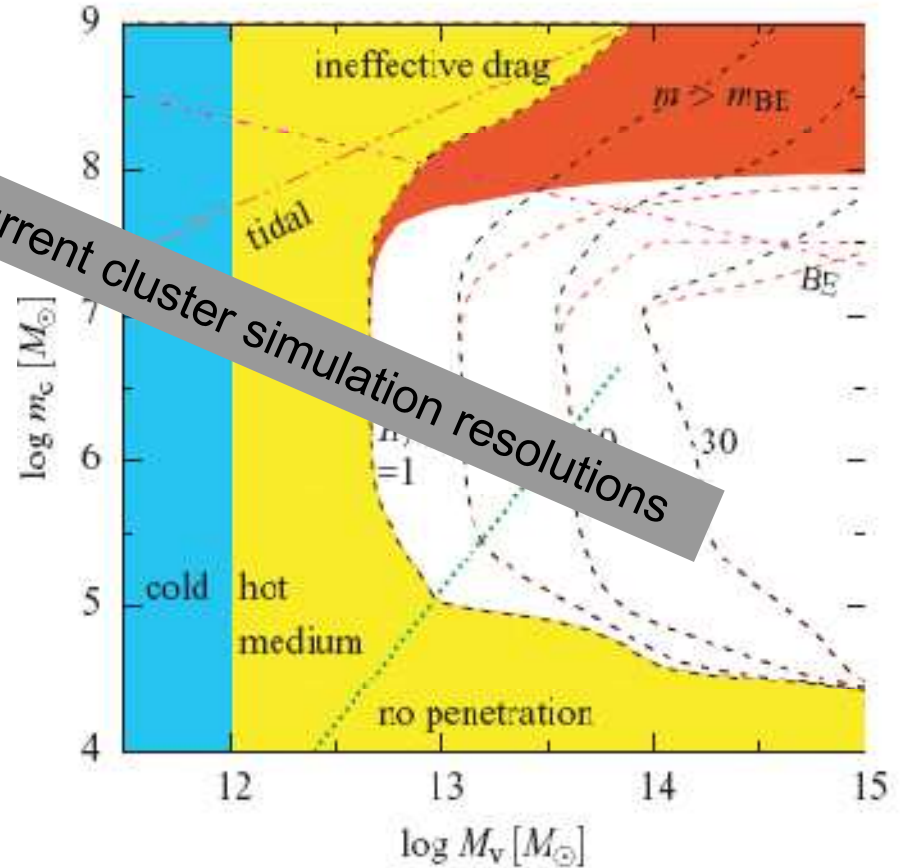 9
ineffective drag
m > mBE
8
tidal
rrent cluster simulation resolutions
BE
7
log mc [M⊙]
6
=1
30
5
cold
hot
medium
no penetration
4
12
13
14
15
log Mv [M⊙]